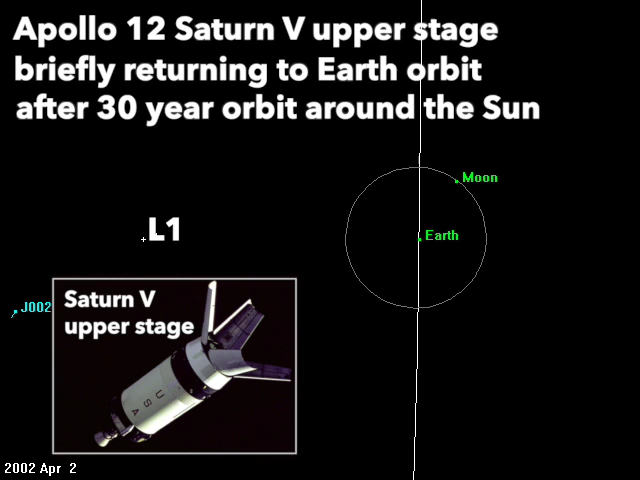 Apollo 12 Saturn V upper stage
briefly returning to Earth orbit
after 30 year orbit around the Sun
Moon
L1
Earth
J002
Saturn V
upper stage
USA
2002 Apr 2